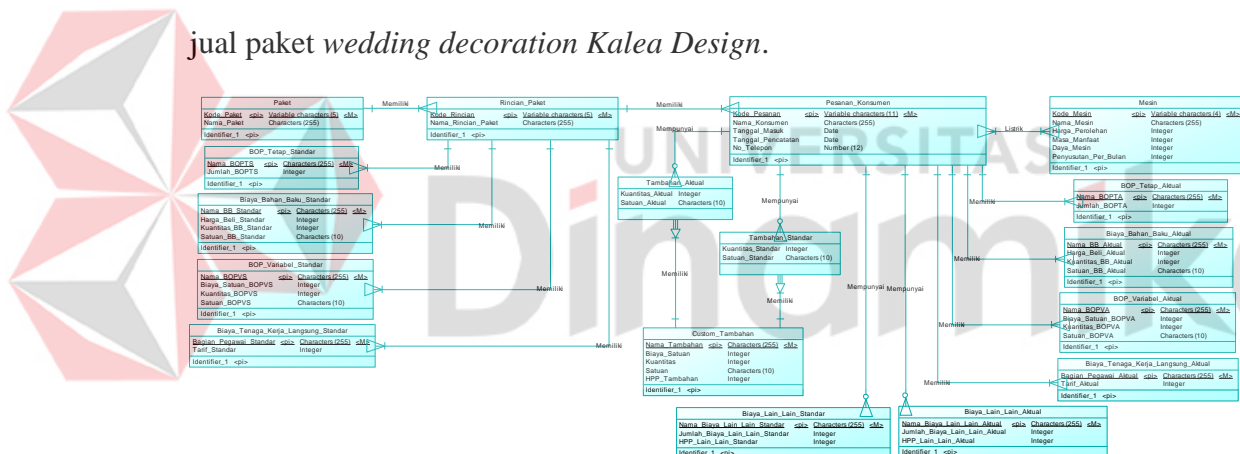 jual paket wedding decoration Kalea Design.
UNIVERSITAS
Dinamik
Paket
Kode_Paket <pi> Variable characters (5) <M>
Nama_Paket Characters (255)
Identifier_1 <pi>
Memiliki
Rincian_Paket
Kode_Rincian <pi> Variable characters (5) <M>
Nama_Rincian_Paket Characters (255)
Identifier_1 <pi>
Memiliki
Mempunyai
Pesanan_Konsumen
Kode_Pesanan <pi> Variable characters (11) <M>
Nama_Konsumen Characters (255)
Tanggal_Masuk Date
Tanggal_Pencatatan Date
No_Telepon Number (12)
Identifier_1 <pi>
Listrik
Mesin
Kode_Mesin <pi> Variable characters (4) <M>
Nama_Mesin Characters (255)
Harga_Perolehan Integer
Masa_Manfaat Integer
Daya_Mesin Integer
Penyusutan_Per_Bulan Integer
Identifier_1 <pi>
BOP_Tetap_Standar
Nama_BOPTS <pi> Characters (255) <M>
Jumlah_BOPTS Integer
Identifier_1 <pi>
Memiliki
Biaya_Bahan_Baku_Standar
Nama_BB_Standar <pi> Characters (255) <M>
Harga_Beli_Standar Integer
Kuantitas_BB_Standar Integer
Satuan_BB_Standar Characters (10)
Identifier_1 <pi>
Memiliki
BOP_Variabel_Standar
Nama_BOPVS <pi> Characters (255) <M>
Biaya_Satuan_BOPVS Integer
Kuantitas_BOPVS Integer
Satuan_BOPVS Characters (10)
Identifier_1 <pi>
Memiliki
Biaya_Tenaga_Kerja_Langsung_Standar
Bagian_Pegawai_Standar <pi> Characters (255) <M>
Tarif_Standar Integer
Identifier_1 <pi>
Memiliki
Tambahan_Aktual
Kuantitas_Aktual Integer
Satuan_Aktual Characters (10)
Memiliki
Mempunyai
Tambahan_Standar
Kuantitas_Standar Integer
Satuan_Standar Characters (10)
Memiliki
Custom_Tambahan
Nama_Tambahan <pi> Characters (255) <M>
Biaya_Satuan Integer
Kuantitas Integer
Satuan Characters (10)
HPP_Tambahan Integer
Identifier_1 <pi>
Mempunyai
Mempunyai
Biaya_Lain_Lain_Standar
Nama_Biaya_Lain_Lain_Standar <pi> Characters (255) <M>
Jumlah_Biaya_Lain_Lain_Standar Integer
HPP_Lain_Lain_Standar Integer
Identifier_1 <pi>
Biaya_Lain_Lain_Aktual
Nama_Biaya_Lain_Lain_Aktual <pi> Characters (255) <M>
Jumlah_Biaya_Lain_Lain_Aktual Integer
HPP_Lain_Lain_Aktual Integer
Identifier_1 <pi>
Memiliki
BOP_Tetap_Aktual
Nama_BOPTA <pi> Characters (255) <M>
Jumlah_BOPTA Integer
Identifier_1 <pi>
Memiliki
Biaya_Bahan_Baku_Aktual
Nama_BB_Aktual <pi> Characters (255) <M>
Harga_Beli_Aktual Integer
Kuantitas_BB_Aktual Integer
Satuan_BB_Aktual Characters (10)
Identifier_1 <pi>
Memiliki
BOP_Variabel_Aktual
Nama_BOPVA <pi> Characters (255) <M>
Biaya_Satuan_BOPVA Integer
Kuantitas_BOPVA Integer
Satuan_BOPVA Characters (10)
Identifier_1 <pi>
Memiliki
Biaya_Tenaga_Kerja_Langsung_Aktual
Bagian_Pegawai_Aktual <pi> Characters (255) <M>
Tarif_Aktual Integer
Identifier_1 <pi>